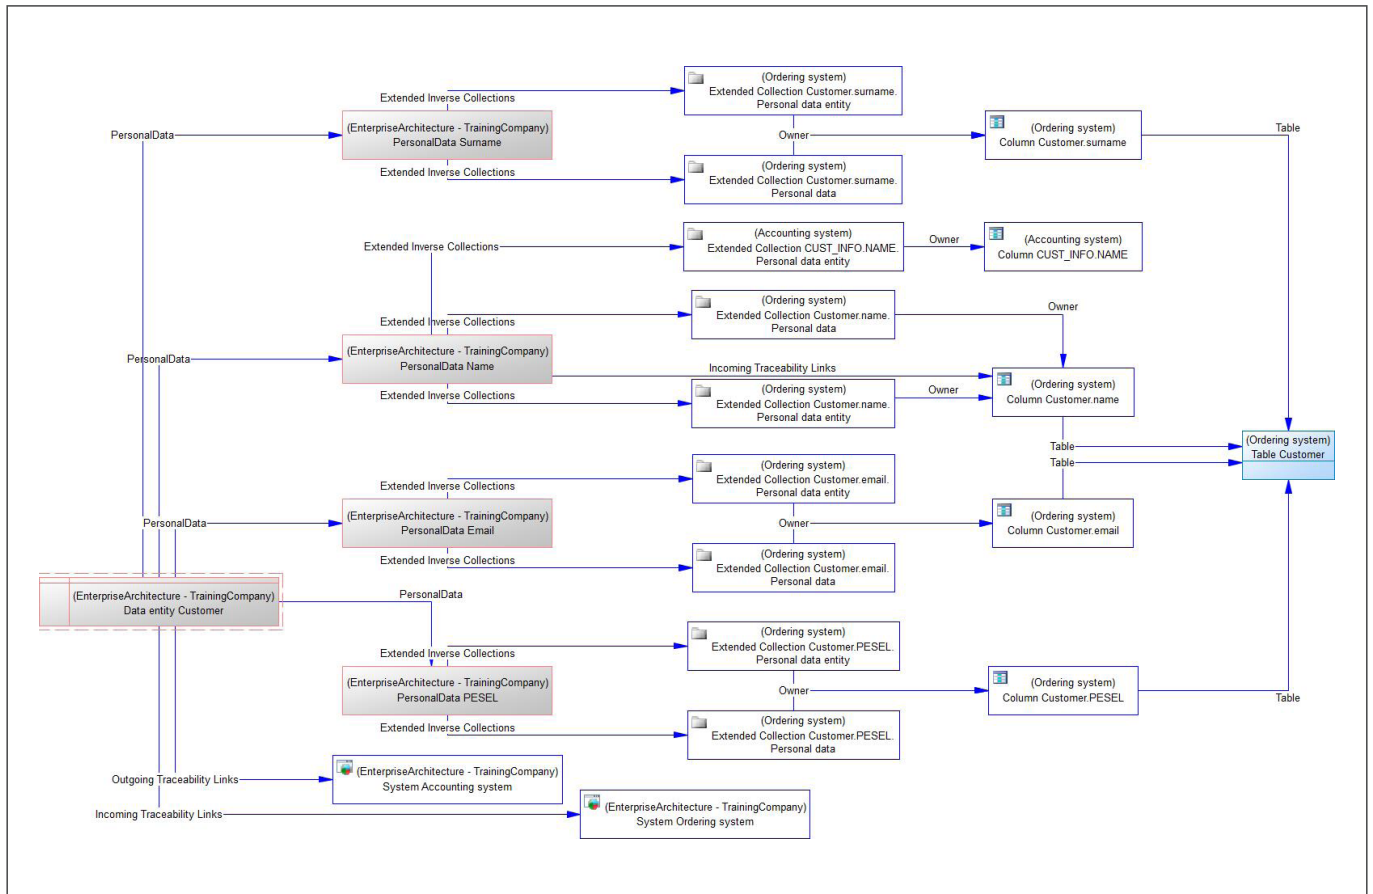 (Ordering system)
Extended Collection Customer.surname.
Personal data entity
Extended Inverse Collections
(EnterpriseArchitecture - TrainingCompany)
PersonalData Surname
PersonalData
Owner
(Ordering system)
Column Customer.surname
Table
Extended Inverse Collections
(Ordering system)
Extended Collection Customer.surname.
Personal data
Extended Inverse Collections
(Accounting system)
Extended Collection CUST_INFO.NAME.
Personal data entity
Owner
(Accounting system)
Column CUST_INFO.NAME
(Ordering system)
Extended Collection Customer.name.
Personal data
Owner
Extended Inverse Collections
(EnterpriseArchitecture - TrainingCompany)
PersonalData Name
PersonalData
Incoming Traceability Links
Extended Inverse Collections
(Ordering system)
Extended Collection Customer.name.
Personal data entity
Owner
(Ordering system)
Column Customer.name
Table
Table
(Ordering system)
Table Customer
(Ordering system)
Extended Collection Customer.email.
Personal data entity
Extended Inverse Collections
(EnterpriseArchitecture - TrainingCompany)
PersonalData Email
PersonalData
Owner
(Ordering system)
Column Customer.email
Extended Inverse Collections
(Ordering system)
Extended Collection Customer.email.
Personal data
(EnterpriseArchitecture - TrainingCompany)
Data entity Customer
PersonalData
(Ordering system)
Extended Collection Customer.PESEL.
Personal data entity
Extended Inverse Collections
(EnterpriseArchitecture - TrainingCompany)
PersonalData PESEL
Owner
(Ordering system)
Column Customer.PESEL
Table
Extended Inverse Collections
(Ordering system)
Extended Collection Customer.PESEL.
Personal data
Outgoing Traceability Links
(EnterpriseArchitecture - TrainingCompany)
System Accounting system
Incoming Traceability Links
(EnterpriseArchitecture - TrainingCompany)
System Ordering system